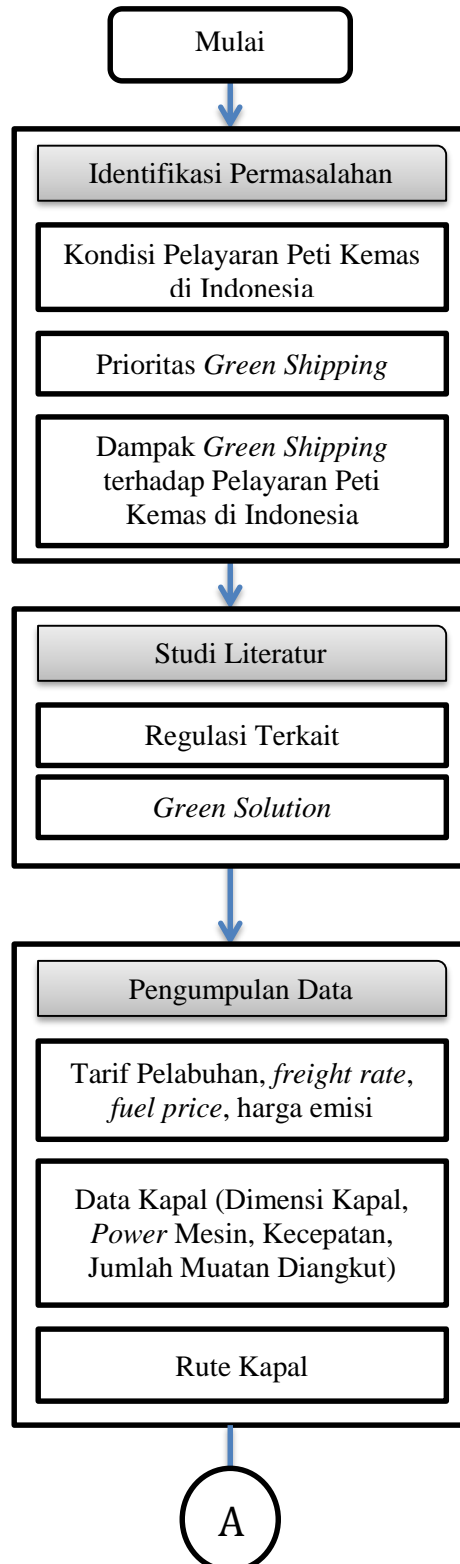 Mulai
Identifikasi Permasalahan
Kondisi Pelayaran Peti Kemas
di Indonesia
Prioritas Green Shipping
Dampak Green Shipping
terhadap Pelayaran Peti
Kemas di Indonesia
Studi Literatur
Regulasi Terkait
Green Solution
Pengumpulan Data
Tarif Pelabuhan, freight rate,
fuel price, harga emisi
Data Kapal (Dimensi Kapal,
Power Mesin, Kecepatan,
Jumlah Muatan Diangkut)
Rute Kapal
A